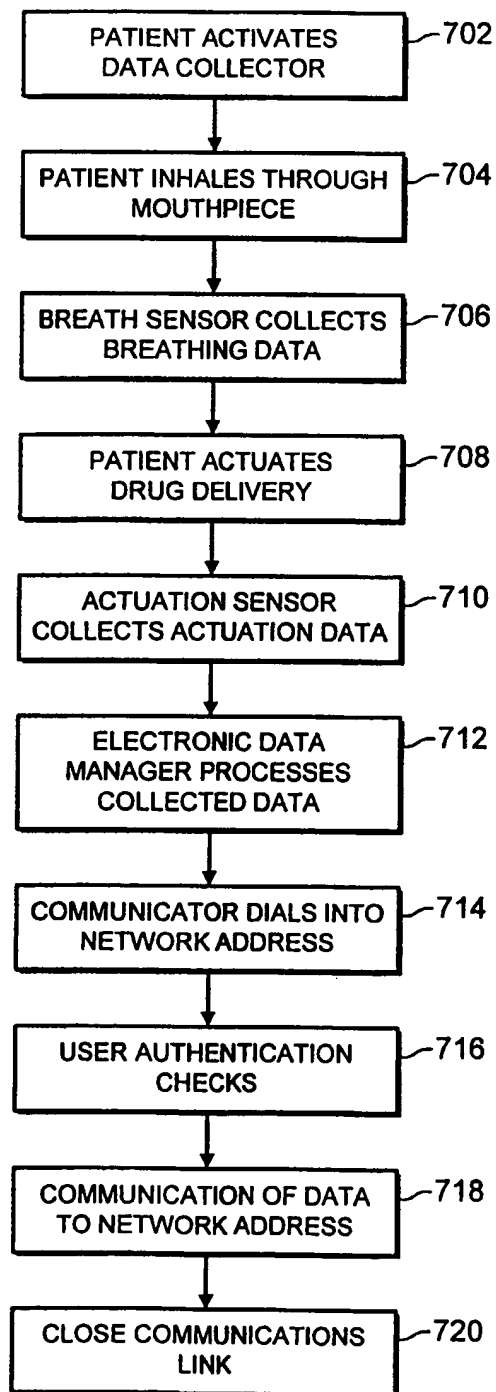 PATIENT ACTIVATES
DATA COLLECTOR
702
PATIENT INHALES THROUGH
MOUTHPIECE
704
BREATH SENSOR COLLECTS
BREATHING DATA
706
PATIENT ACTUATES
DRUG DELIVERY
708
ACTUATION SENSOR
COLLECTS ACTUATION DATA
710
ELECTRONIC DATA
MANAGER PROCESSES
COLLECTED DATA
712
COMMUNICATOR DIALS INTO
NETWORK ADDRESS
714
USER AUTHENTICATION
CHECKS
716
COMMUNICATION OF DATA
TO NETWORK ADDRESS
718
CLOSE COMMUNICATIONS
LINK
720